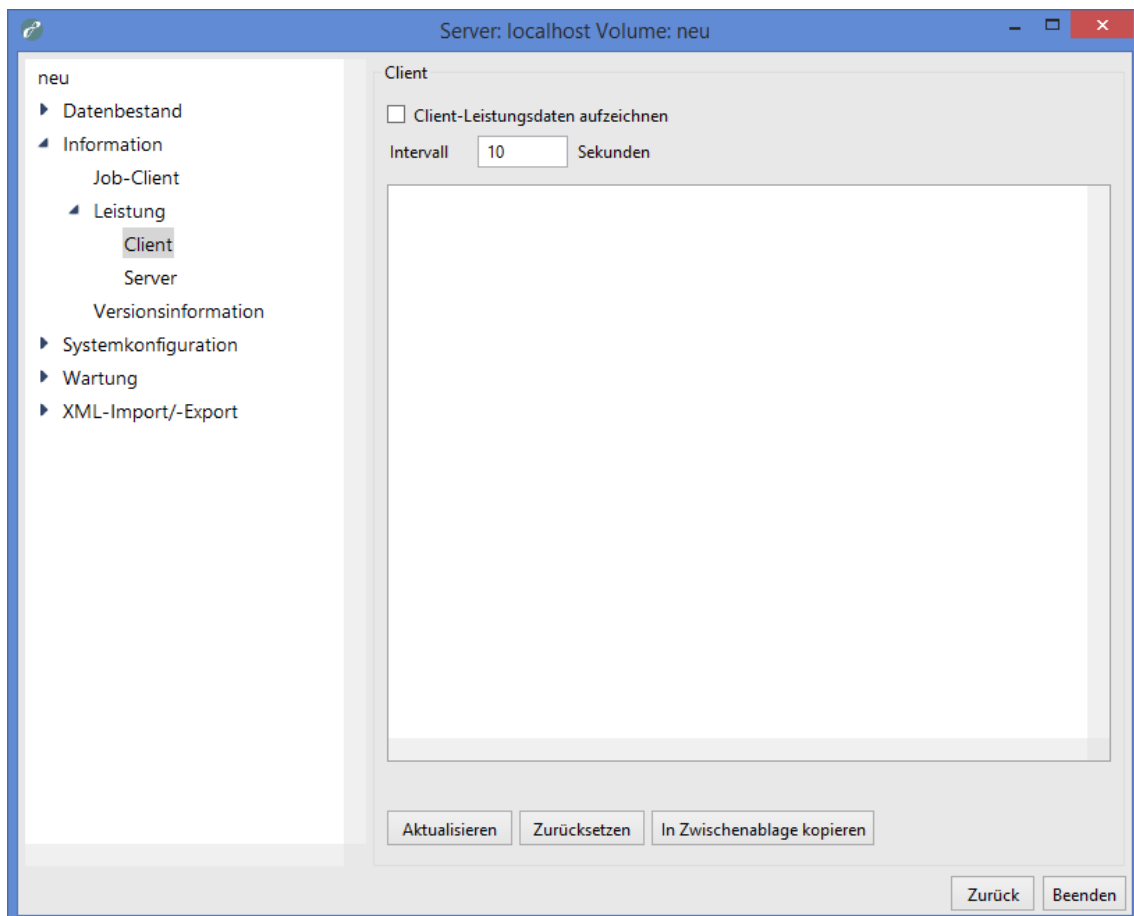 Server: localhost Volume: neu
neu
Datenbestand
Information
Job-Client
Leistung
Client
Server
Versionsinformation
Systemkonfiguration
Wartung
XML-Import/-Export
Client
Client-Leistungsdaten aufzeichnen
Intervall 10 Sekunden
Aktualisieren Zurücksetzen In Zwischenablage kopieren
Zurück Beenden